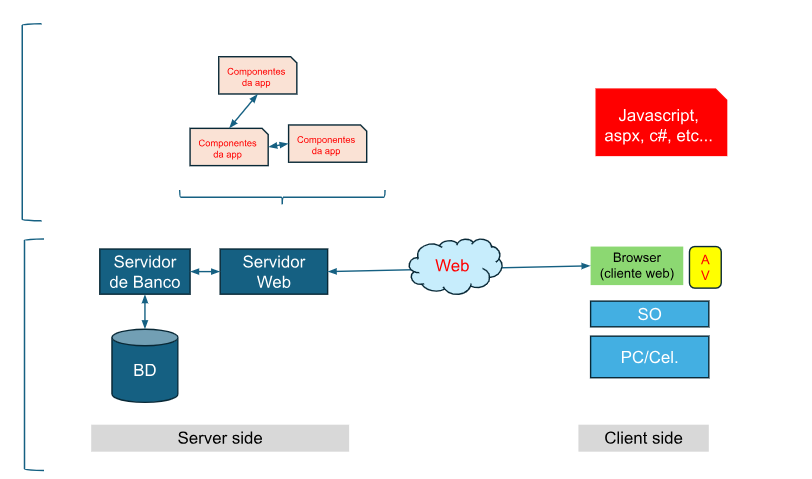 Componentes
da app
Javascript,
aspx, c#, etc...
Componentes
da app
Componentes
da app
Servidor
de Banco
Servidor
Web
Web
Browser
(cliente web)
A
V
SO
BD
PC/Cel.
Server side
Client side